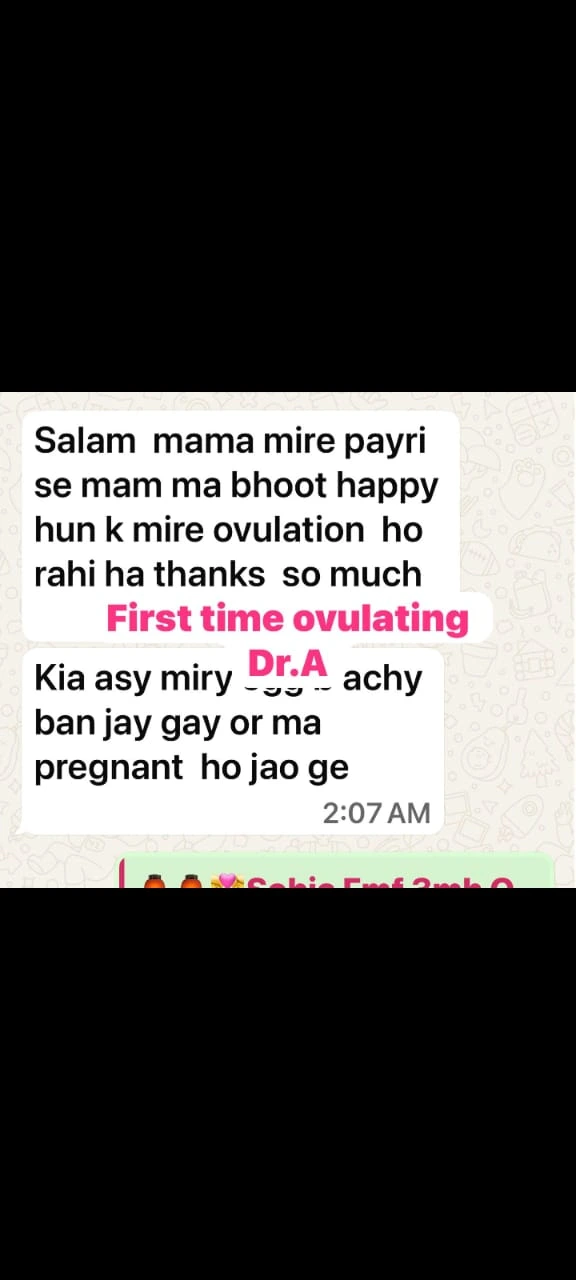 Salam mama mire payri
se mam ma bhoot happy
hun k mire ovulation ho
rahi ha thanks so much
First time ovulating
Dr.A
Kia asy miry achy
ban jay gay or ma
pregnant ho jao ge
2:07 AM